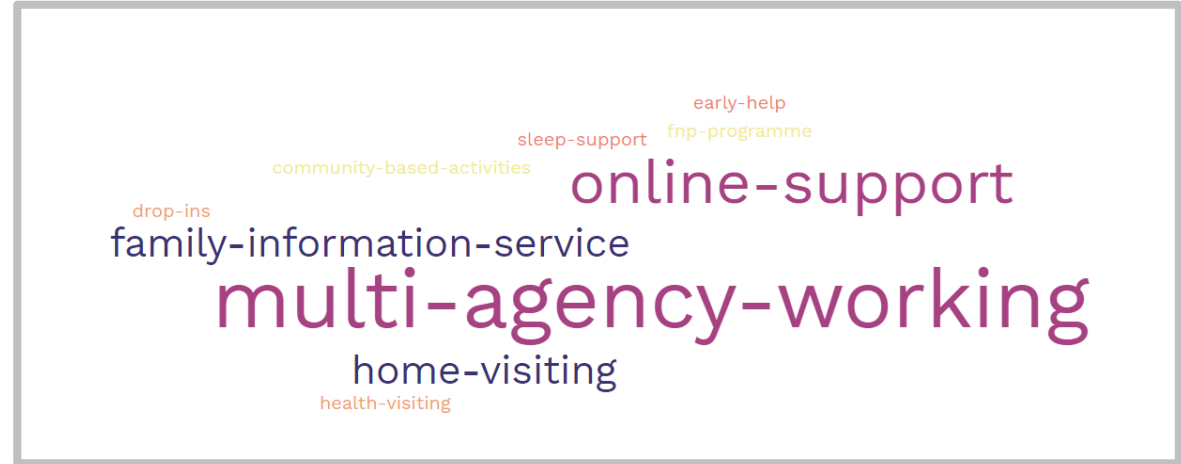 early-help
fnp-programme
sleep-support
community-based-activities
online-support
drop-ins
family-information-service
multi-agency-working
home-visiting
health-visiting